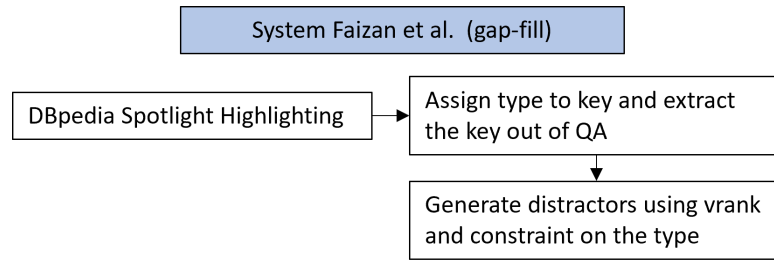 System Faizan et al. (gap-fill)
DBpedia Spotlight Highlighting
Assign type to key and extract
the key out of QA
Generate distractors using vrank
and constraint on the type